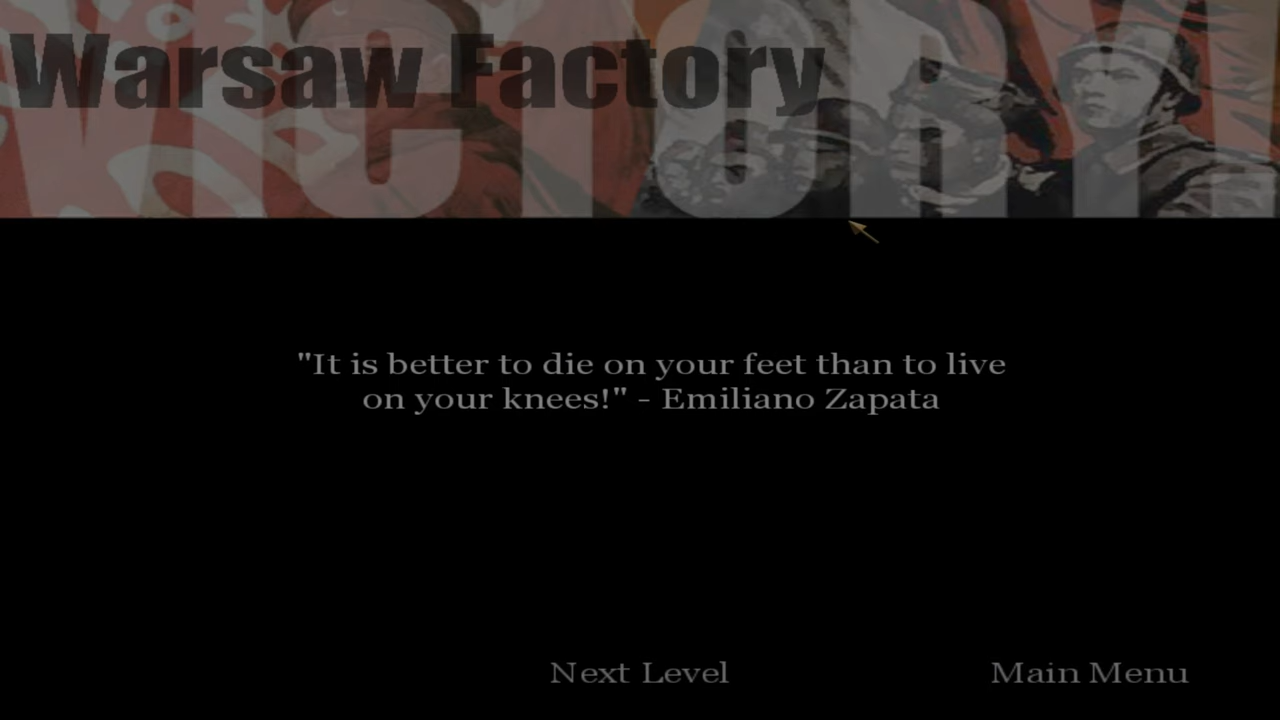 VICTORY!
Warsaw Factory
"It is better to die on your feet than to live
on your knees!" - Emiliano Zapata
Next Level
Main Menu